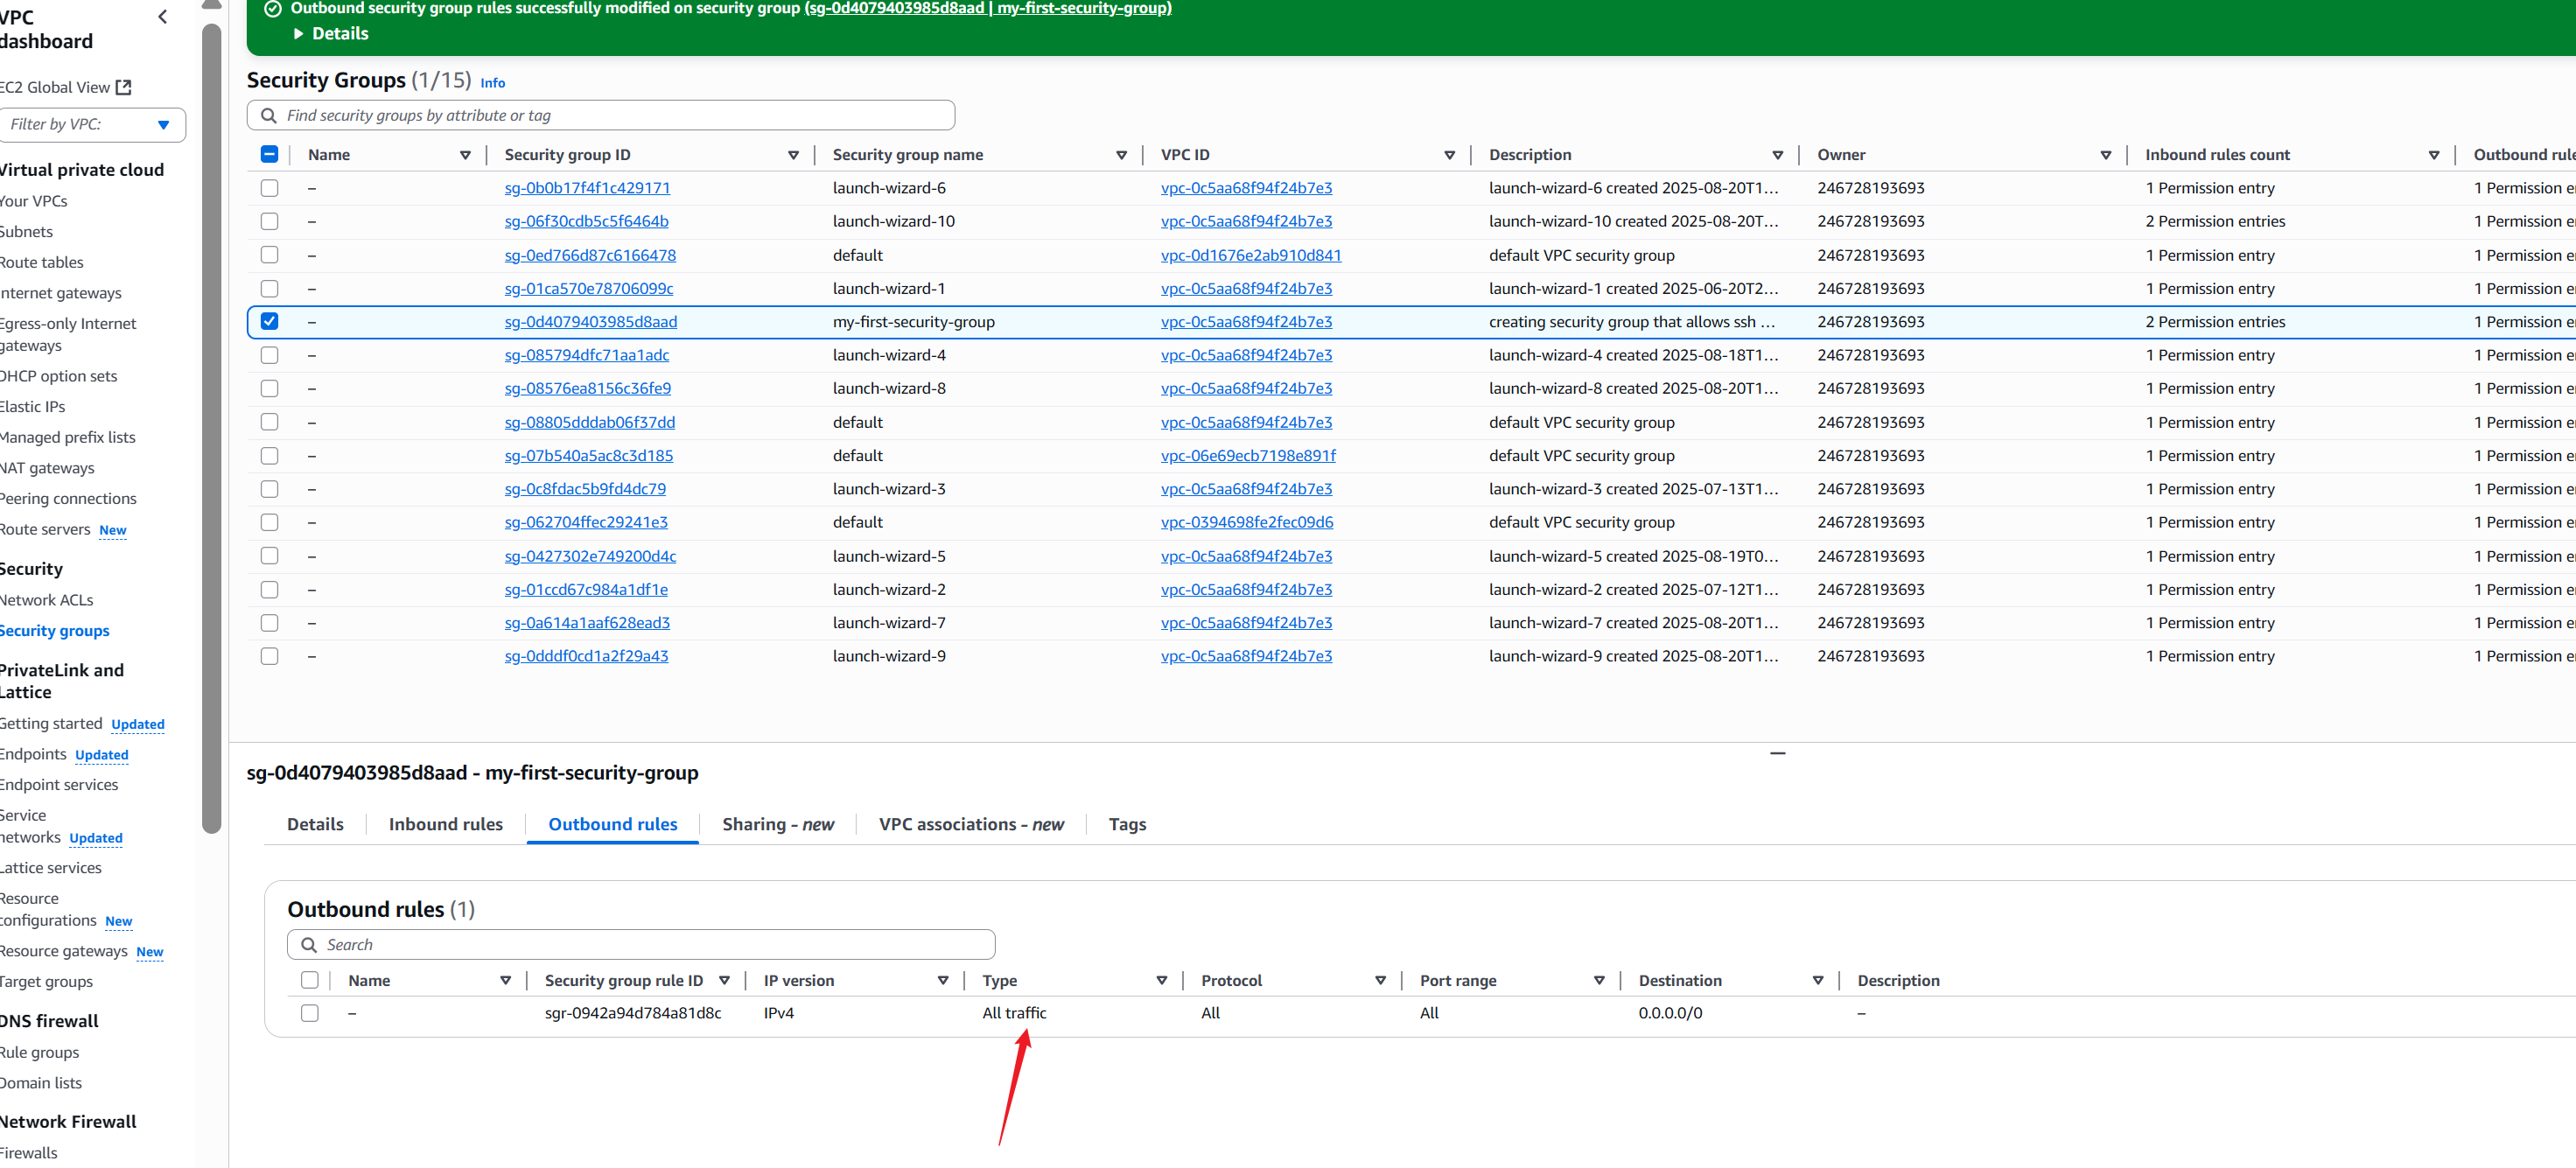 VPC
dashboard
EC2 Global View
Filter by VPC:
Virtual private cloud
Your VPCs
Subnets
Route tables
Internet gateways
Egress-only Internet
gateways
DHCP option sets
Elastic IPs
Managed prefix lists
NAT gateways
Peering connections
Route servers New
Security
Network ACLs
Security groups
PrivateLink and
Lattice
Getting started Updated
Endpoints Updated
Endpoint services
Service
networks Updated
Lattice services
Resource
configurations New
Resource gateways New
Target groups
DNS firewall
Rule groups
Domain lists
Network Firewall
Firewalls
Outbound security group rules successfully modified on security group (sg-0d4079403985d8aad | my-first-security-group)
Details
Security Groups (1/15) Info
Find security groups by attribute or tag
Name Security group ID Security group name VPC ID Description Owner Inbound rules count Outbound rule
– sg-0b0b17f4f1c429171 launch-wizard-6 vpc-0c5aa68f94f24b7e3 launch-wizard-6 created 2025-08-20T1... 246728193693 1 Permission entry 1 Permission e
– sg-06f30cdb5c5f6464b launch-wizard-10 vpc-0c5aa68f94f24b7e3 launch-wizard-10 created 2025-08-20T... 246728193693 2 Permission entries 1 Permission e
– sg-0ed766d87c6166478 default vpc-0d1676e2ab910d841 default VPC security group 246728193693 1 Permission entry 1 Permission e
– sg-01ca570e78706099c launch-wizard-1 vpc-0c5aa68f94f24b7e3 launch-wizard-1 created 2025-06-20T2... 246728193693 1 Permission entry 1 Permission e
– sg-0d4079403985d8aad my-first-security-group vpc-0c5aa68f94f24b7e3 creating security group that allows ssh ... 246728193693 2 Permission entries 1 Permission e
– sg-085794dfc71aa1adc launch-wizard-4 vpc-0c5aa68f94f24b7e3 launch-wizard-4 created 2025-08-18T1... 246728193693 1 Permission entry 1 Permission e
– sg-08576ea8156c36fe9 launch-wizard-8 vpc-0c5aa68f94f24b7e3 launch-wizard-8 created 2025-08-20T1... 246728193693 1 Permission entry 1 Permission e
– sg-08805dddab06f37dd default vpc-0c5aa68f94f24b7e3 default VPC security group 246728193693 1 Permission entry 1 Permission e
– sg-07b540a5ac8c3d185 default vpc-06e69ecb7198e891f default VPC security group 246728193693 1 Permission entry 1 Permission e
– sg-0c8fdac5b9fd4dc79 launch-wizard-3 vpc-0c5aa68f94f24b7e3 launch-wizard-3 created 2025-07-13T1... 246728193693 1 Permission entry 1 Permission e
– sg-062704ffec29241e3 default vpc-0394698fe2fec09d6 default VPC security group 246728193693 1 Permission entry 1 Permission e
– sg-0427302e749200d4c launch-wizard-5 vpc-0c5aa68f94f24b7e3 launch-wizard-5 created 2025-08-19T0... 246728193693 1 Permission entry 1 Permission e
– sg-01ccd67c984a1df1e launch-wizard-2 vpc-0c5aa68f94f24b7e3 launch-wizard-2 created 2025-07-12T1... 246728193693 1 Permission entry 1 Permission e
– sg-0a614a1aaf628ead3 launch-wizard-7 vpc-0c5aa68f94f24b7e3 launch-wizard-7 created 2025-08-20T1... 246728193693 1 Permission entry 1 Permission e
– sg-0dddf0cd1a2f29a43 launch-wizard-9 vpc-0c5aa68f94f24b7e3 launch-wizard-9 created 2025-08-20T1... 246728193693 1 Permission entry 1 Permission e
sg-0d4079403985d8aad - my-first-security-group
Details Inbound rules Outbound rules Sharing - new VPC associations - new Tags
Outbound rules (1)
Search
Name Security group rule ID IP version Type Protocol Port range Destination Description
– sgr-0942a94d784a81d8c IPv4 All traffic All All 0.0.0.0/0 –